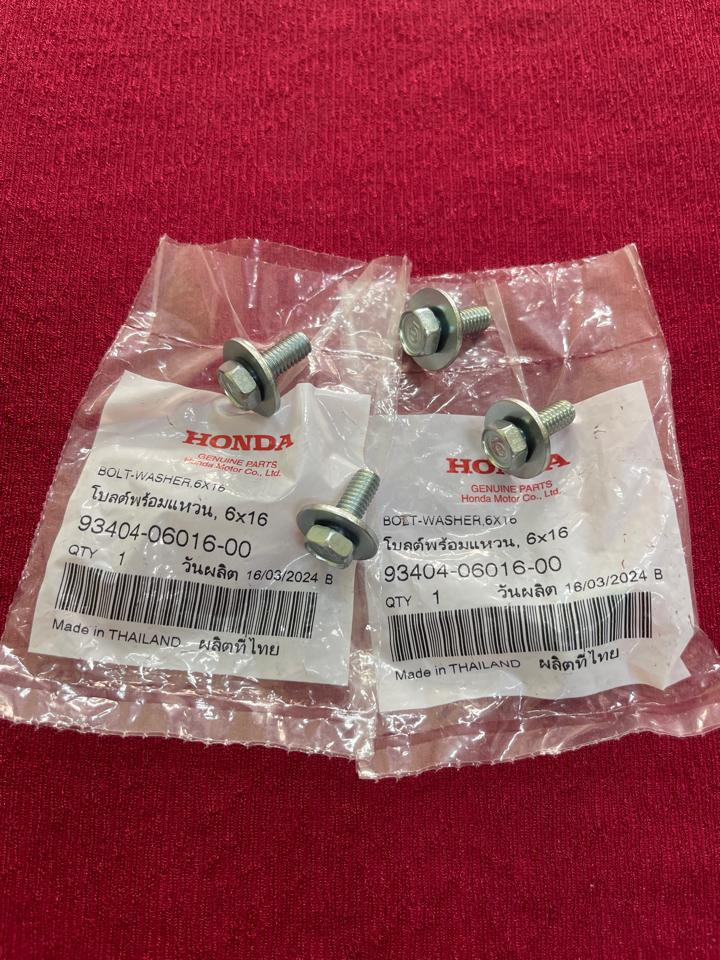 HONDA
GENUINE PARTS
Honda Motor Co., Ltd.
BOLT-WASHER,6X16
โบลต์พร้อมแหวน, 6x16
93404-06016-00
QTY 1 วันผลิต 16/03/2024 B
Made in THAILAND ผลิตที่ไทย
HONDA
GENUINE PARTS
Honda Motor Co., Ltd.
BOLT-WASHER,6X16
โบลต์พร้อมแหวน, 6x16
93404-06016-00
QTY 1 วันผลิต 16/03/2024 B
Made in THAILAND ผลิตที่ไทย